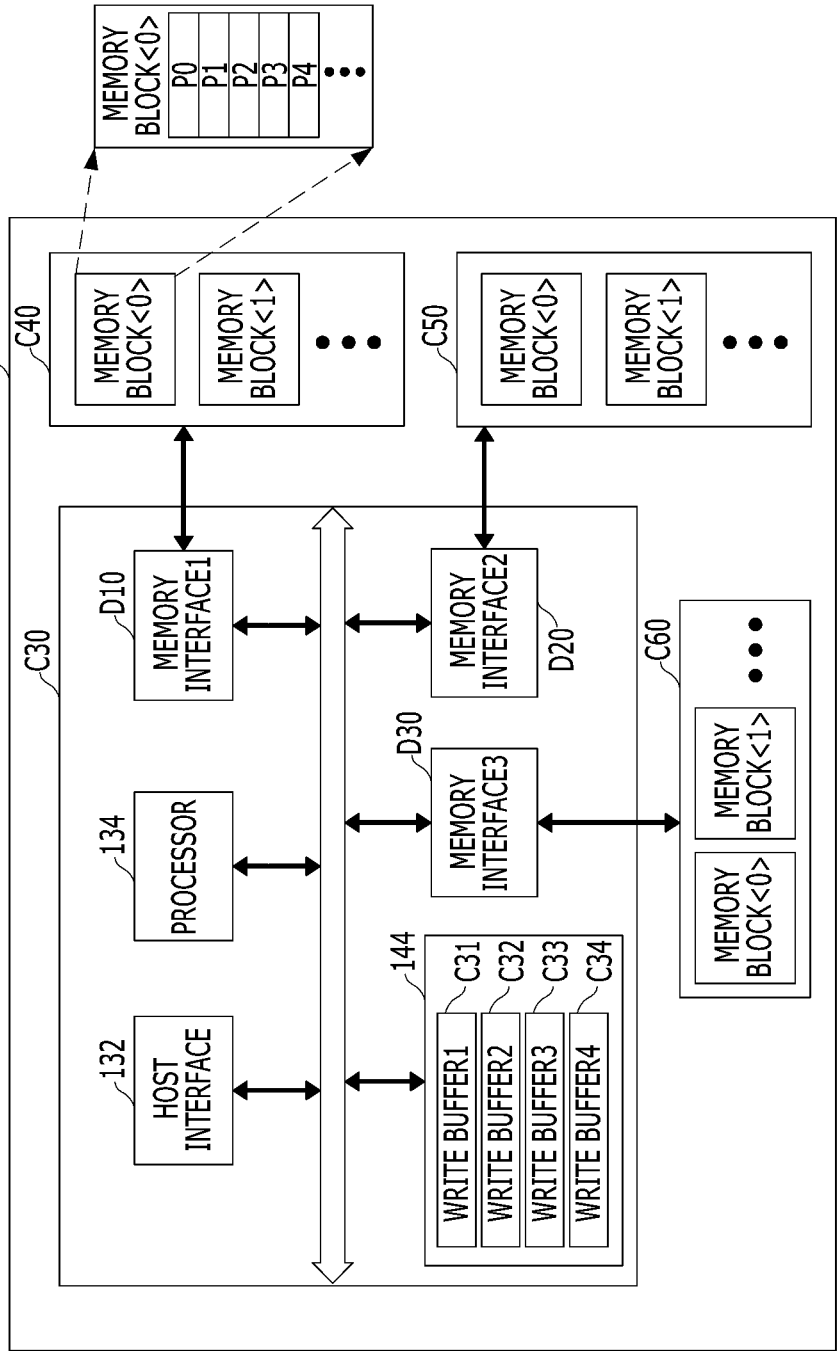 C30
132
HOST
INTERFACE
134
PROCESSOR
D10
MEMORY
INTERFACE1
C40
MEMORY
BLOCK<0>
MEMORY
BLOCK<1>
MEMORY
BLOCK<0>
P0
P1
P2
P3
P4
144
WRITE BUFFER1
C31
WRITE BUFFER2
C32
WRITE BUFFER3
C33
WRITE BUFFER4
C34
D30
MEMORY
INTERFACE3
MEMORY
INTERFACE2
D20
C50
MEMORY
BLOCK<0>
MEMORY
BLOCK<1>
C60
MEMORY
BLOCK<0>
MEMORY
BLOCK<1>